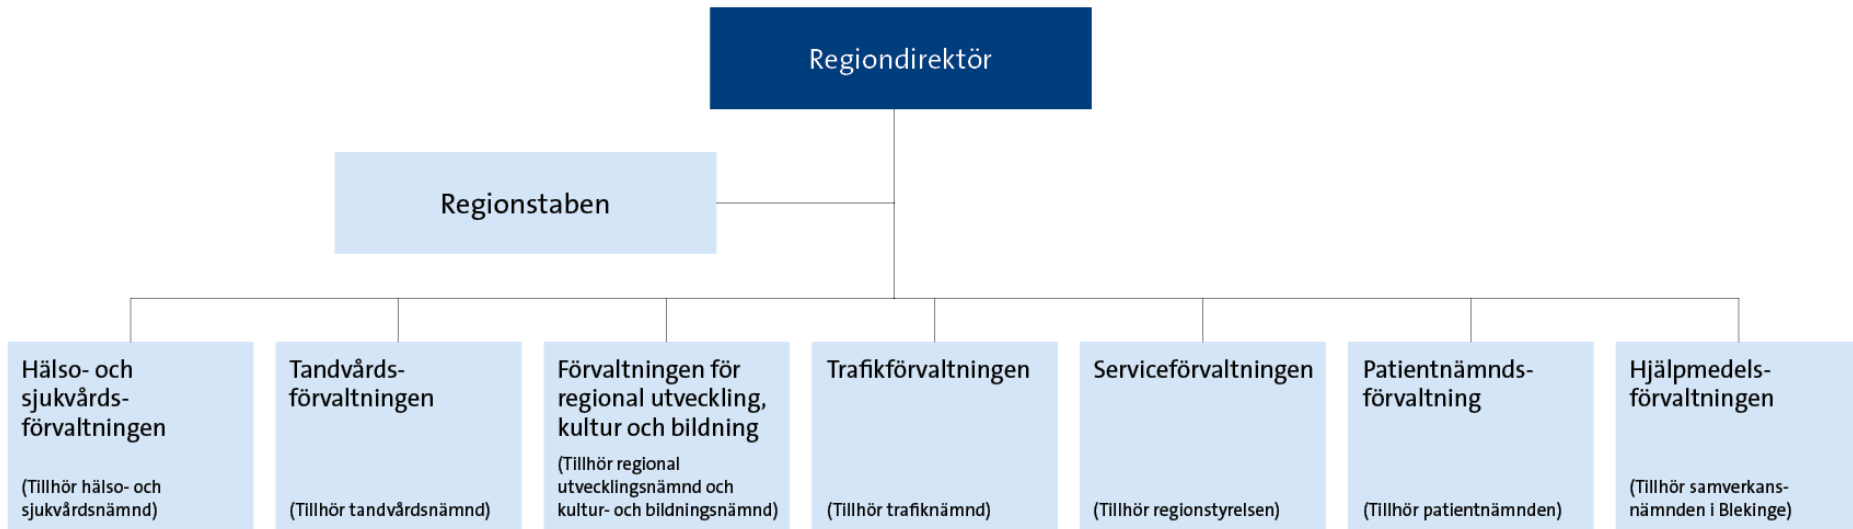 Regiondirektör
Regionstaben
Hälso- och
sjukvårds-
förvaltningen
(Tillhör hälso- och
sjukvårdsnämnd)
Tandvårds-
förvaltningen
(Tillhör tandvårdsnämnd)
Förvaltningen för
regional utveckling,
kultur och bildning
(Tillhör regional
utvecklingsnämnd och
kultur- och bildningsnämnd)
Trafikförvaltningen
(Tillhör trafiknämnd)
Serviceförvaltningen
(Tillhör regionstyrelsen)
Patientnämnds-
förvaltning
(Tillhör patientnämnden)
Hjälpmedels-
förvaltningen
(Tillhör samverkans-
nämnden i Blekinge)